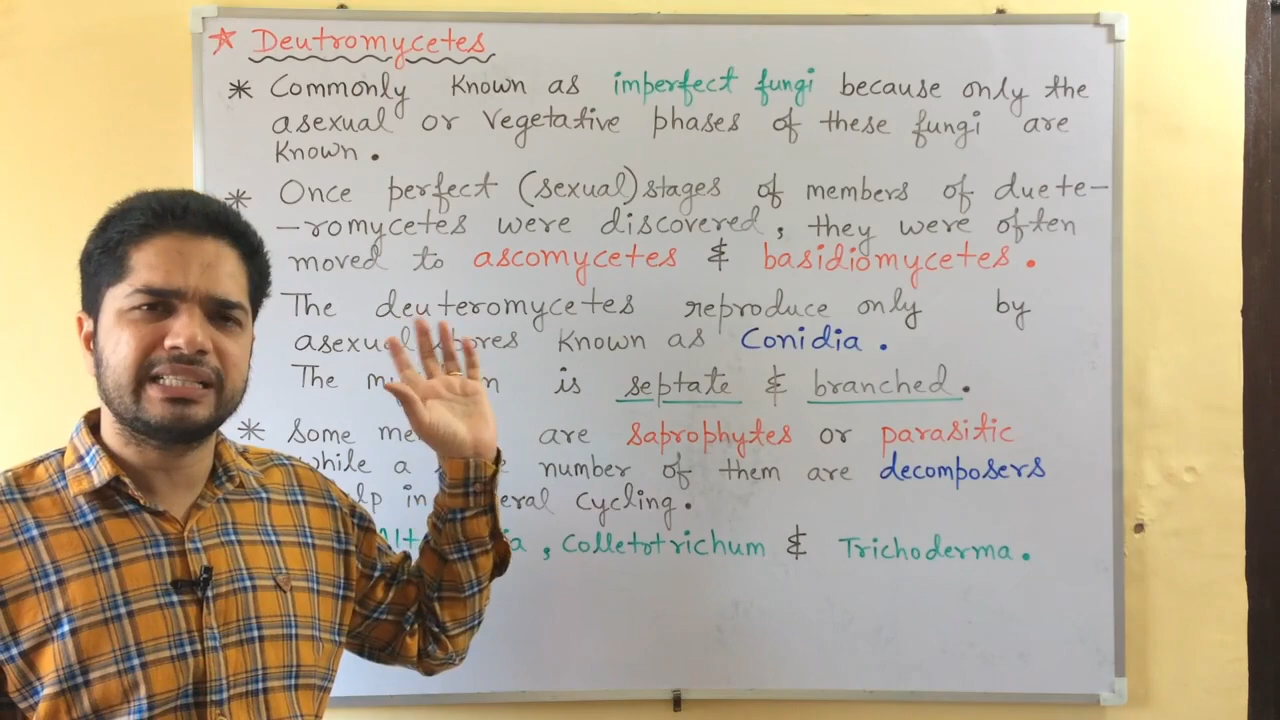 Deutromycetes
* Commonly known as imperfect fungi because only the
asexual or vegetative phases of these fungi are
known.
* Once perfect (sexual) stages of members of duete-
-romycetes were discovered, they were often
moved to ascomycetes & basidiomycetes.
The deuteromycetes reproduce only by
asexual known as Conidia.
The is septate & branched.
* Some are saprophytes or parasitic
while a number of them are decomposers
in cycling.
, Colletotrichum & Trichoderma.